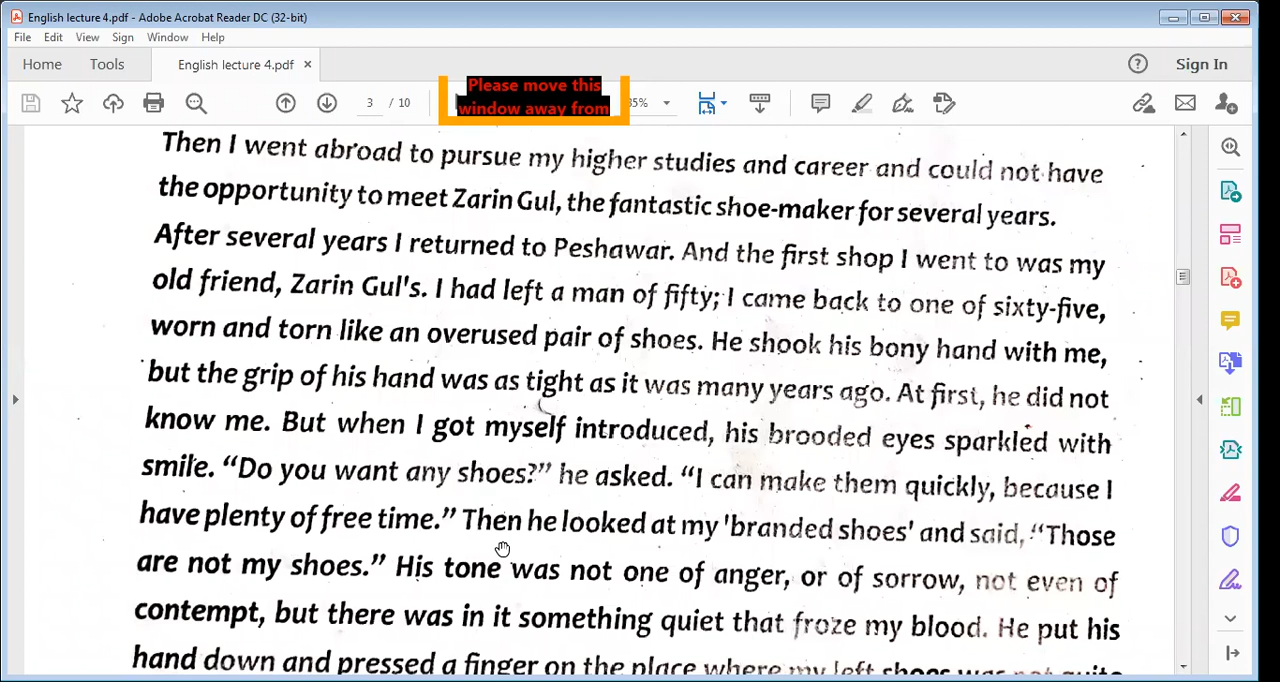 English lecture 4.pdf - Adobe Acrobat Reader DC (32-bit)
File Edit View Sign Window Help
Home Tools English lecture 4.pdf × Sign In
3 / 10
Please move this
window away from
Then I went abroad to pursue my higher studies and career and could not have
the opportunity to meet Zarin Gul, the fantastic shoe-maker for several years.
After several years I returned to Peshawar. And the first shop I went to was my
old friend, Zarin Gul's. I had left a man of fifty; I came back to one of sixty-five,
worn and torn like an overused pair of shoes. He shook his bony hand with me,
but the grip of his hand was as tight as it was many years ago. At first, he did not
know me. But when I got myself introduced, his brooded eyes sparkled with
smile. “Do you want any shoes?” he asked. “I can make them quickly, because I
have plenty of free time.” Then he looked at my 'branded shoes' and said, “Those
are not my shoes.” His tone was not one of anger, or of sorrow, not even of
contempt, but there was in it something quiet that froze my blood. He put his
hand down and pressed a finger on the place where my left shoes was not quite